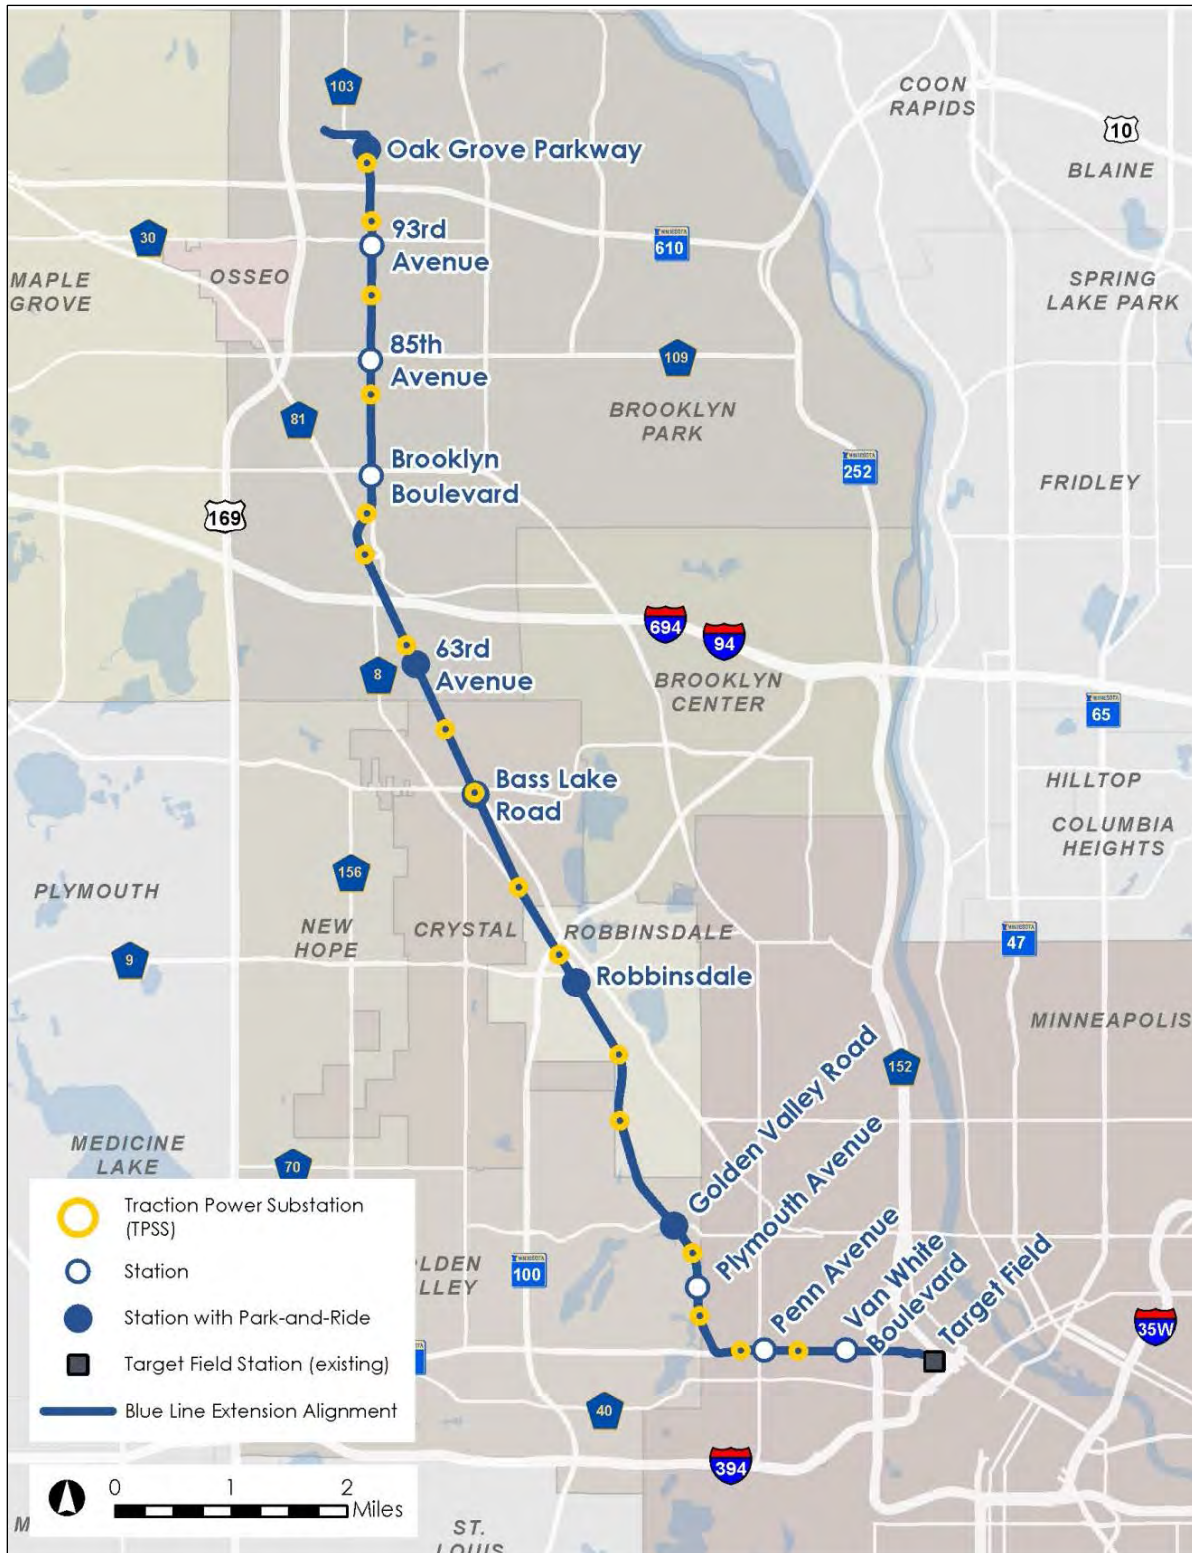 COON
RAPIDS
103
10
Oak Grove Parkway
BLAINE
93rd
Avenue
30
610
MAPLE
GROVE
OSSEO
SPRING
LAKE PARK
85th
Avenue
109
BROOKLYN
PARK
81
Brooklyn
Boulevard
252
FRIDLEY
169
694
94
63rd
Avenue
8
BROOKLYN
CENTER
65
Bass Lake
Road
HILLTOP
COLUMBIA
HEIGHTS
156
PLYMOUTH
NEW
HOPE
CRYSTAL
ROBBINSDALE
47
9
Robbinsdale
MINNEAPOLIS
152
Golden Valley Road
MEDICINE
LAKE
70
Plymouth Avenue
Penn Avenue
Van White
Boulevard
Target Field
LDEN
LLEY
100
35W
40
394
Traction Power Substation
(TPSS)
Station
Station with Park-and-Ride
Target Field Station (existing)
Blue Line Extension Alignment
0 1 2
Miles
M
ST.
LOUIS